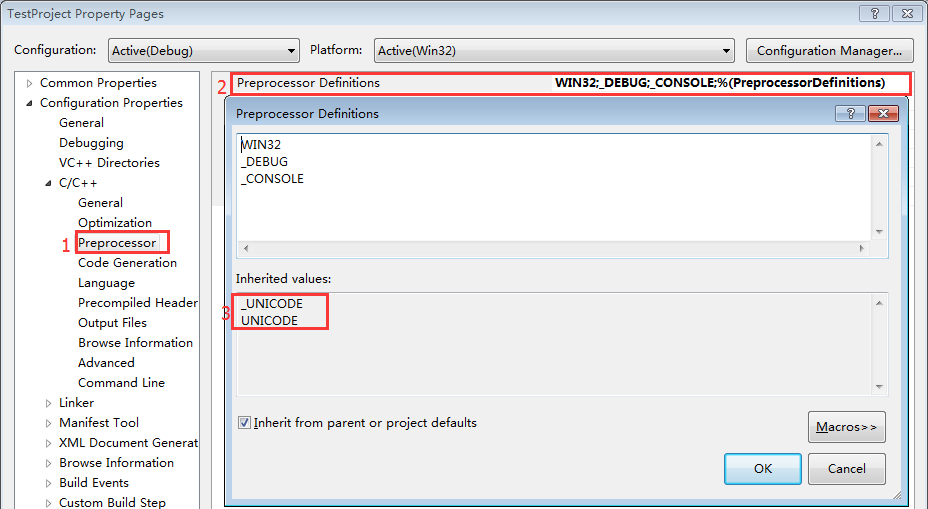 TestProject Property Pages
Configuration: Active(Debug) Platform: Active(Win32) Configuration Manager...
Common Properties
Configuration Properties
General
Debugging
VC++ Directories
C/C++
General
Optimization
1 Preprocessor
Code Generation
Language
Precompiled Header
Output Files
Browse Information
Advanced
Command Line
Linker
Manifest Tool
XML Document Generat
Browse Information
Build Events
Custom Build Step
2 Preprocessor Definitions WIN32;_DEBUG;_CONSOLE;%(PreprocessorDefinitions)
Preprocessor Definitions
WIN32
_DEBUG
_CONSOLE
Inherited values:
_UNICODE
3 UNICODE
Inherit from parent or project defaults
Macros>>
OK Cancel